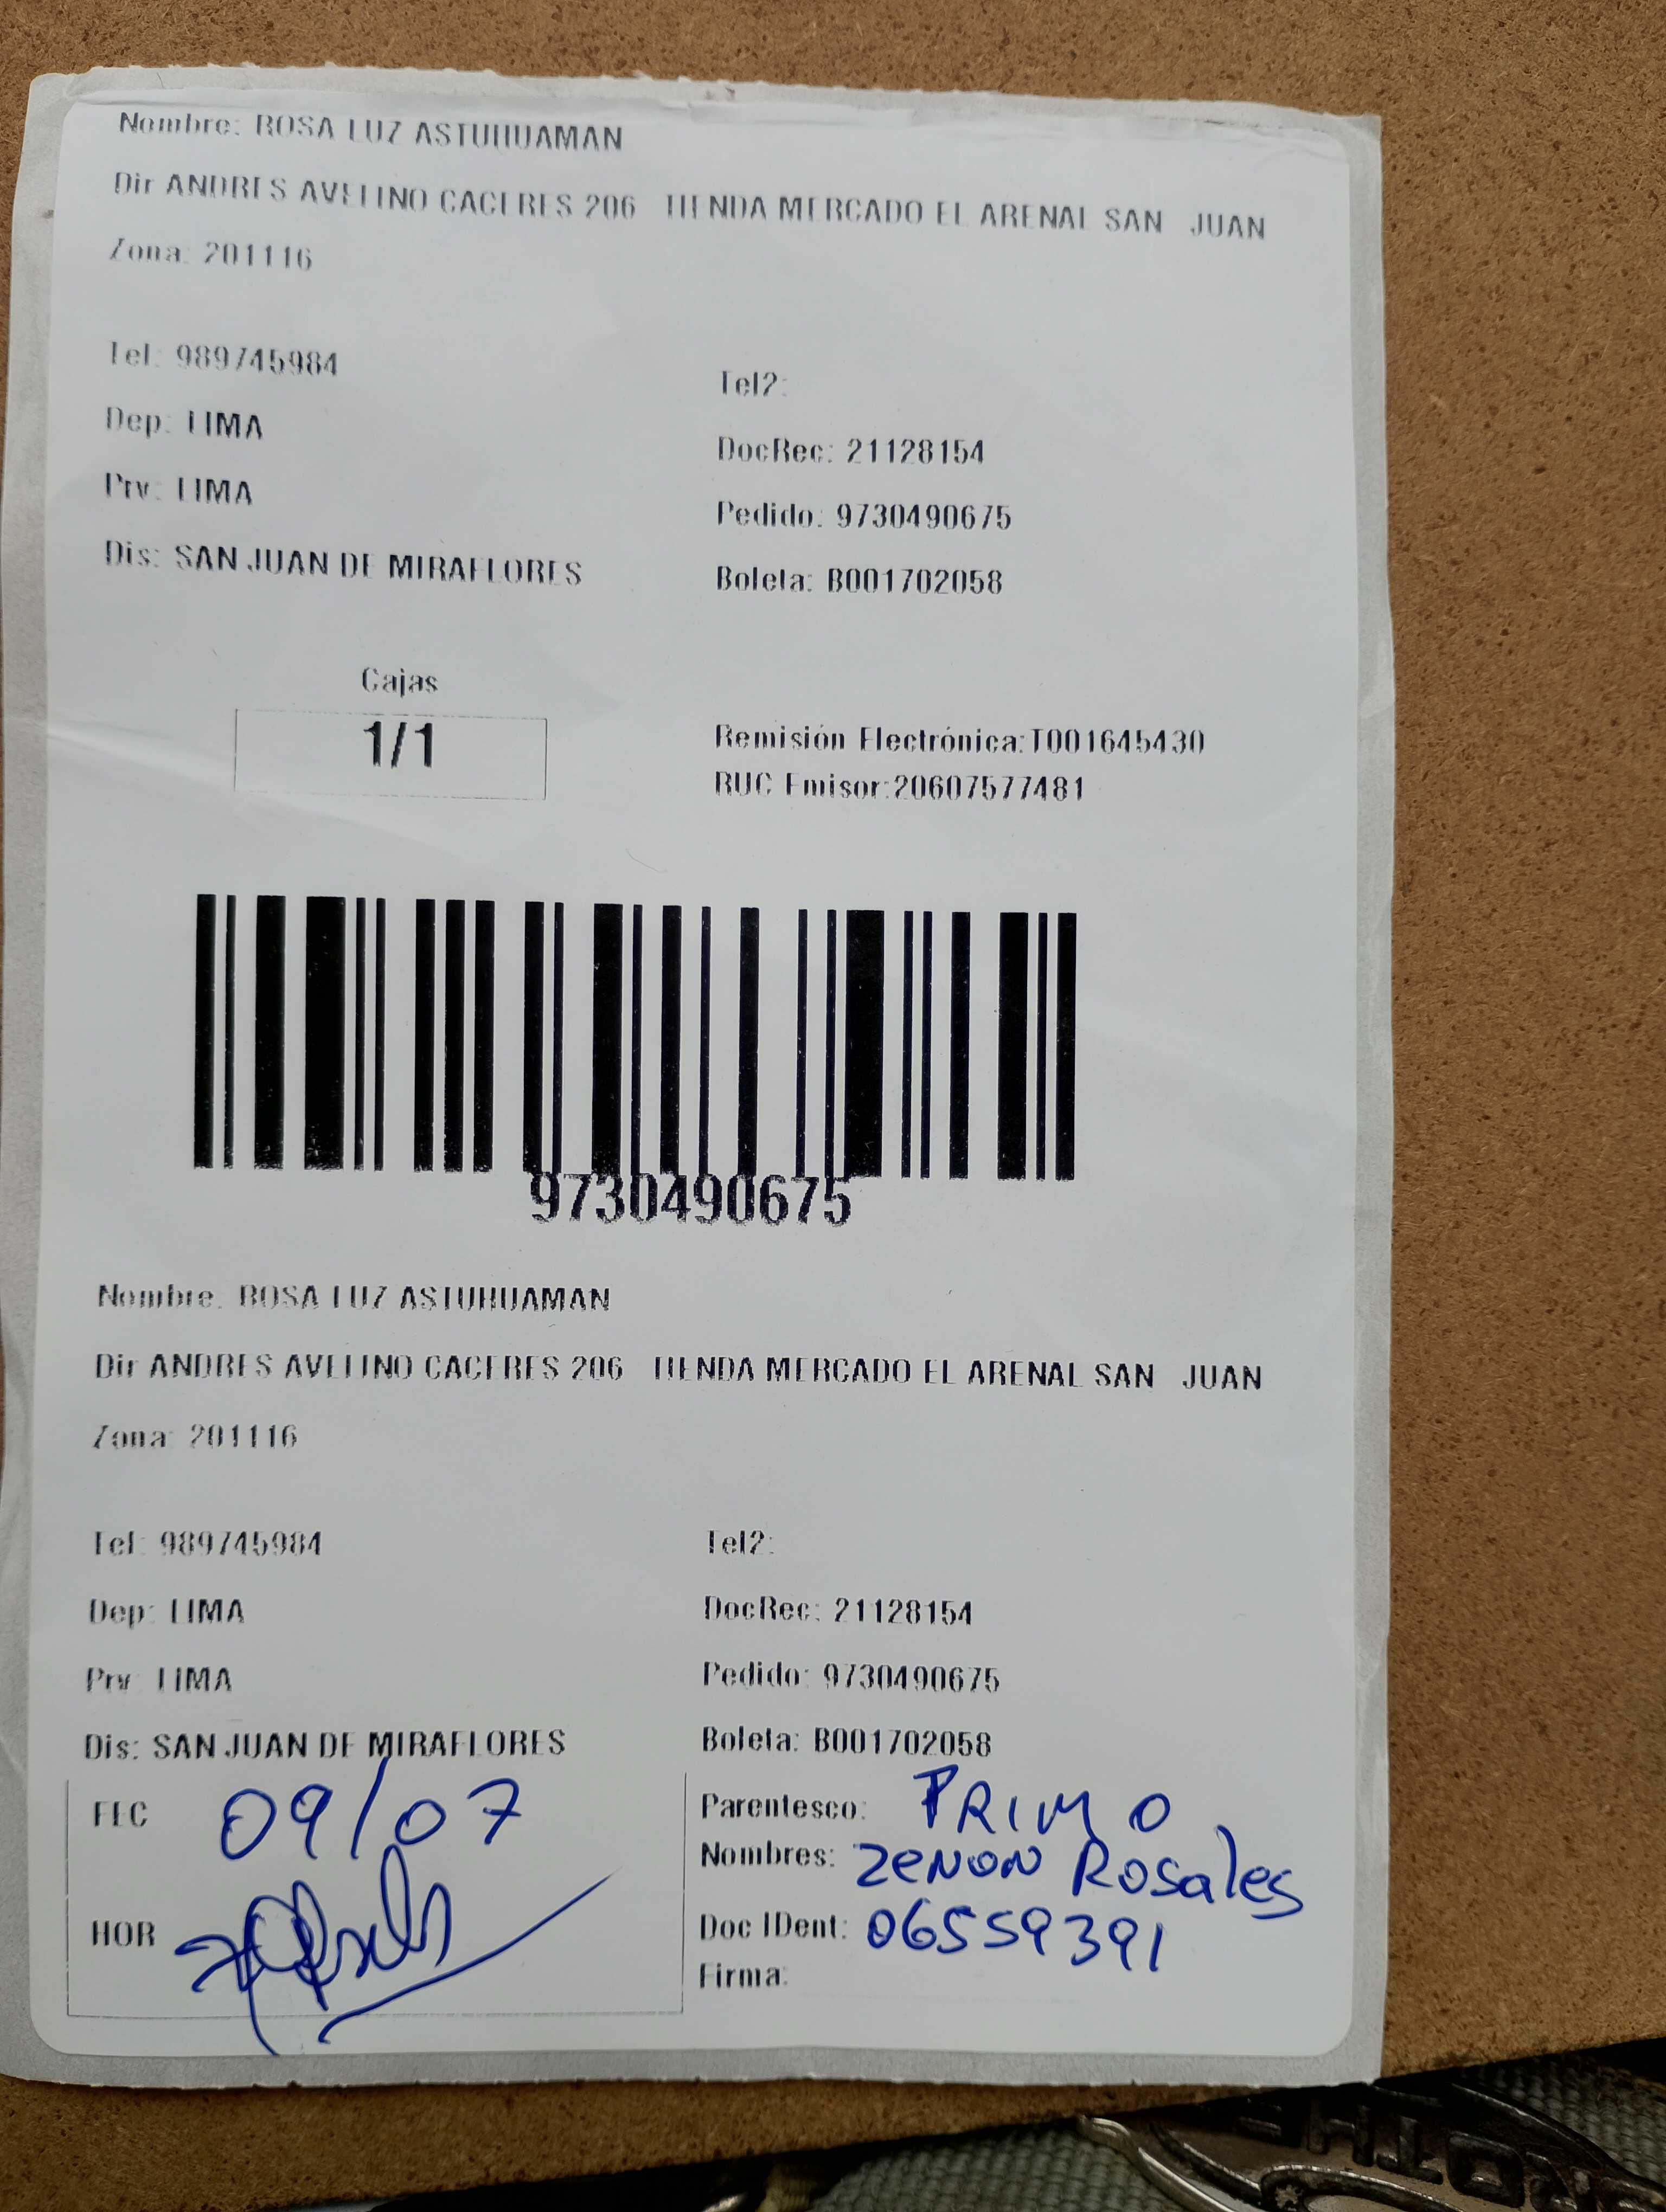 Nombre: ROSA LUZ ASTUHUAMAN
Dir ANDRES AVELINO CACERES 206 TIENDA MERCADO EL ARENAL SAN JUAN
Zona: 201116
Tel: 989745984
Tel2:
Dep: LIMA
DocRec: 21128154
Prv: LIMA
Pedido: 9730490675
Dis: SAN JUAN DE MIRAFLORES
Boleta: B001702058
Cajas
1/1
Remisión Electrónica:T001645430
RUC Emisor:20607577481
9730490675
Nombre: ROSA LUZ ASTUHUAMAN
Dir ANDRES AVELINO CACERES 206 TIENDA MERCADO EL ARENAL SAN JUAN
Zona: 201116
Tel: 989745984
Tel2:
Dep: LIMA
DocRec: 21128154
Prv: LIMA
Pedido: 9730490675
Dis: SAN JUAN DE MIRAFLORES
Boleta: B001702058
FEC 09/07
Parentesco: PRIMO
Nombres: ZENON Rosales
HOR
Doc IDent: 06559391
Firma: